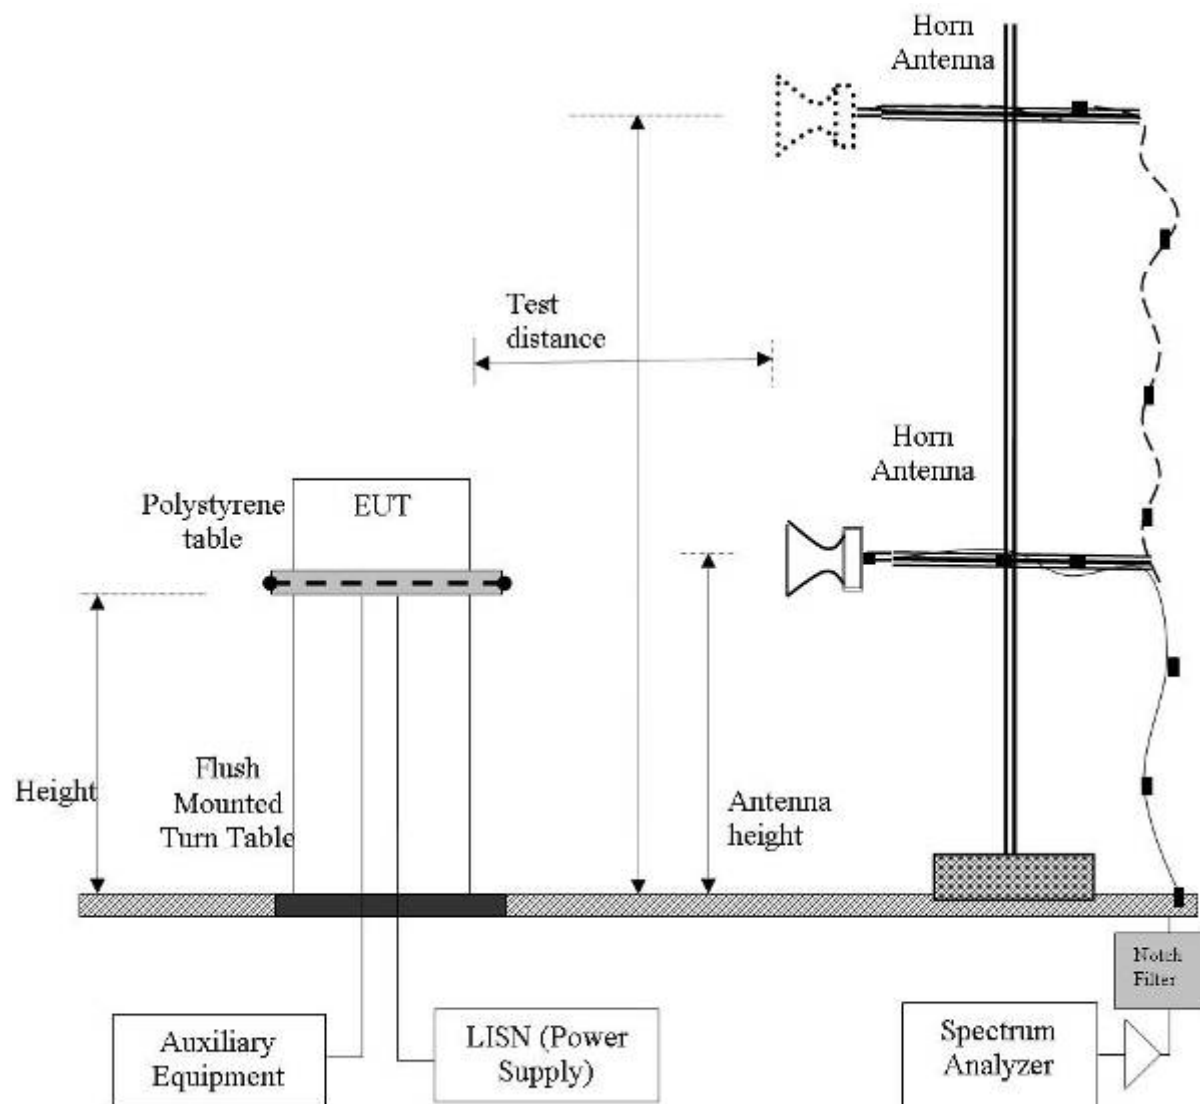 Horn
Antenna
Test
distance
Horn
Antenna
Polystyrene
table
EUT
Height
Flush
Mounted
Turn Table
Antenna
height
Notch
Filter
Auxiliary
Equipment
LISN (Power
Supply)
Spectrum
Analyzer